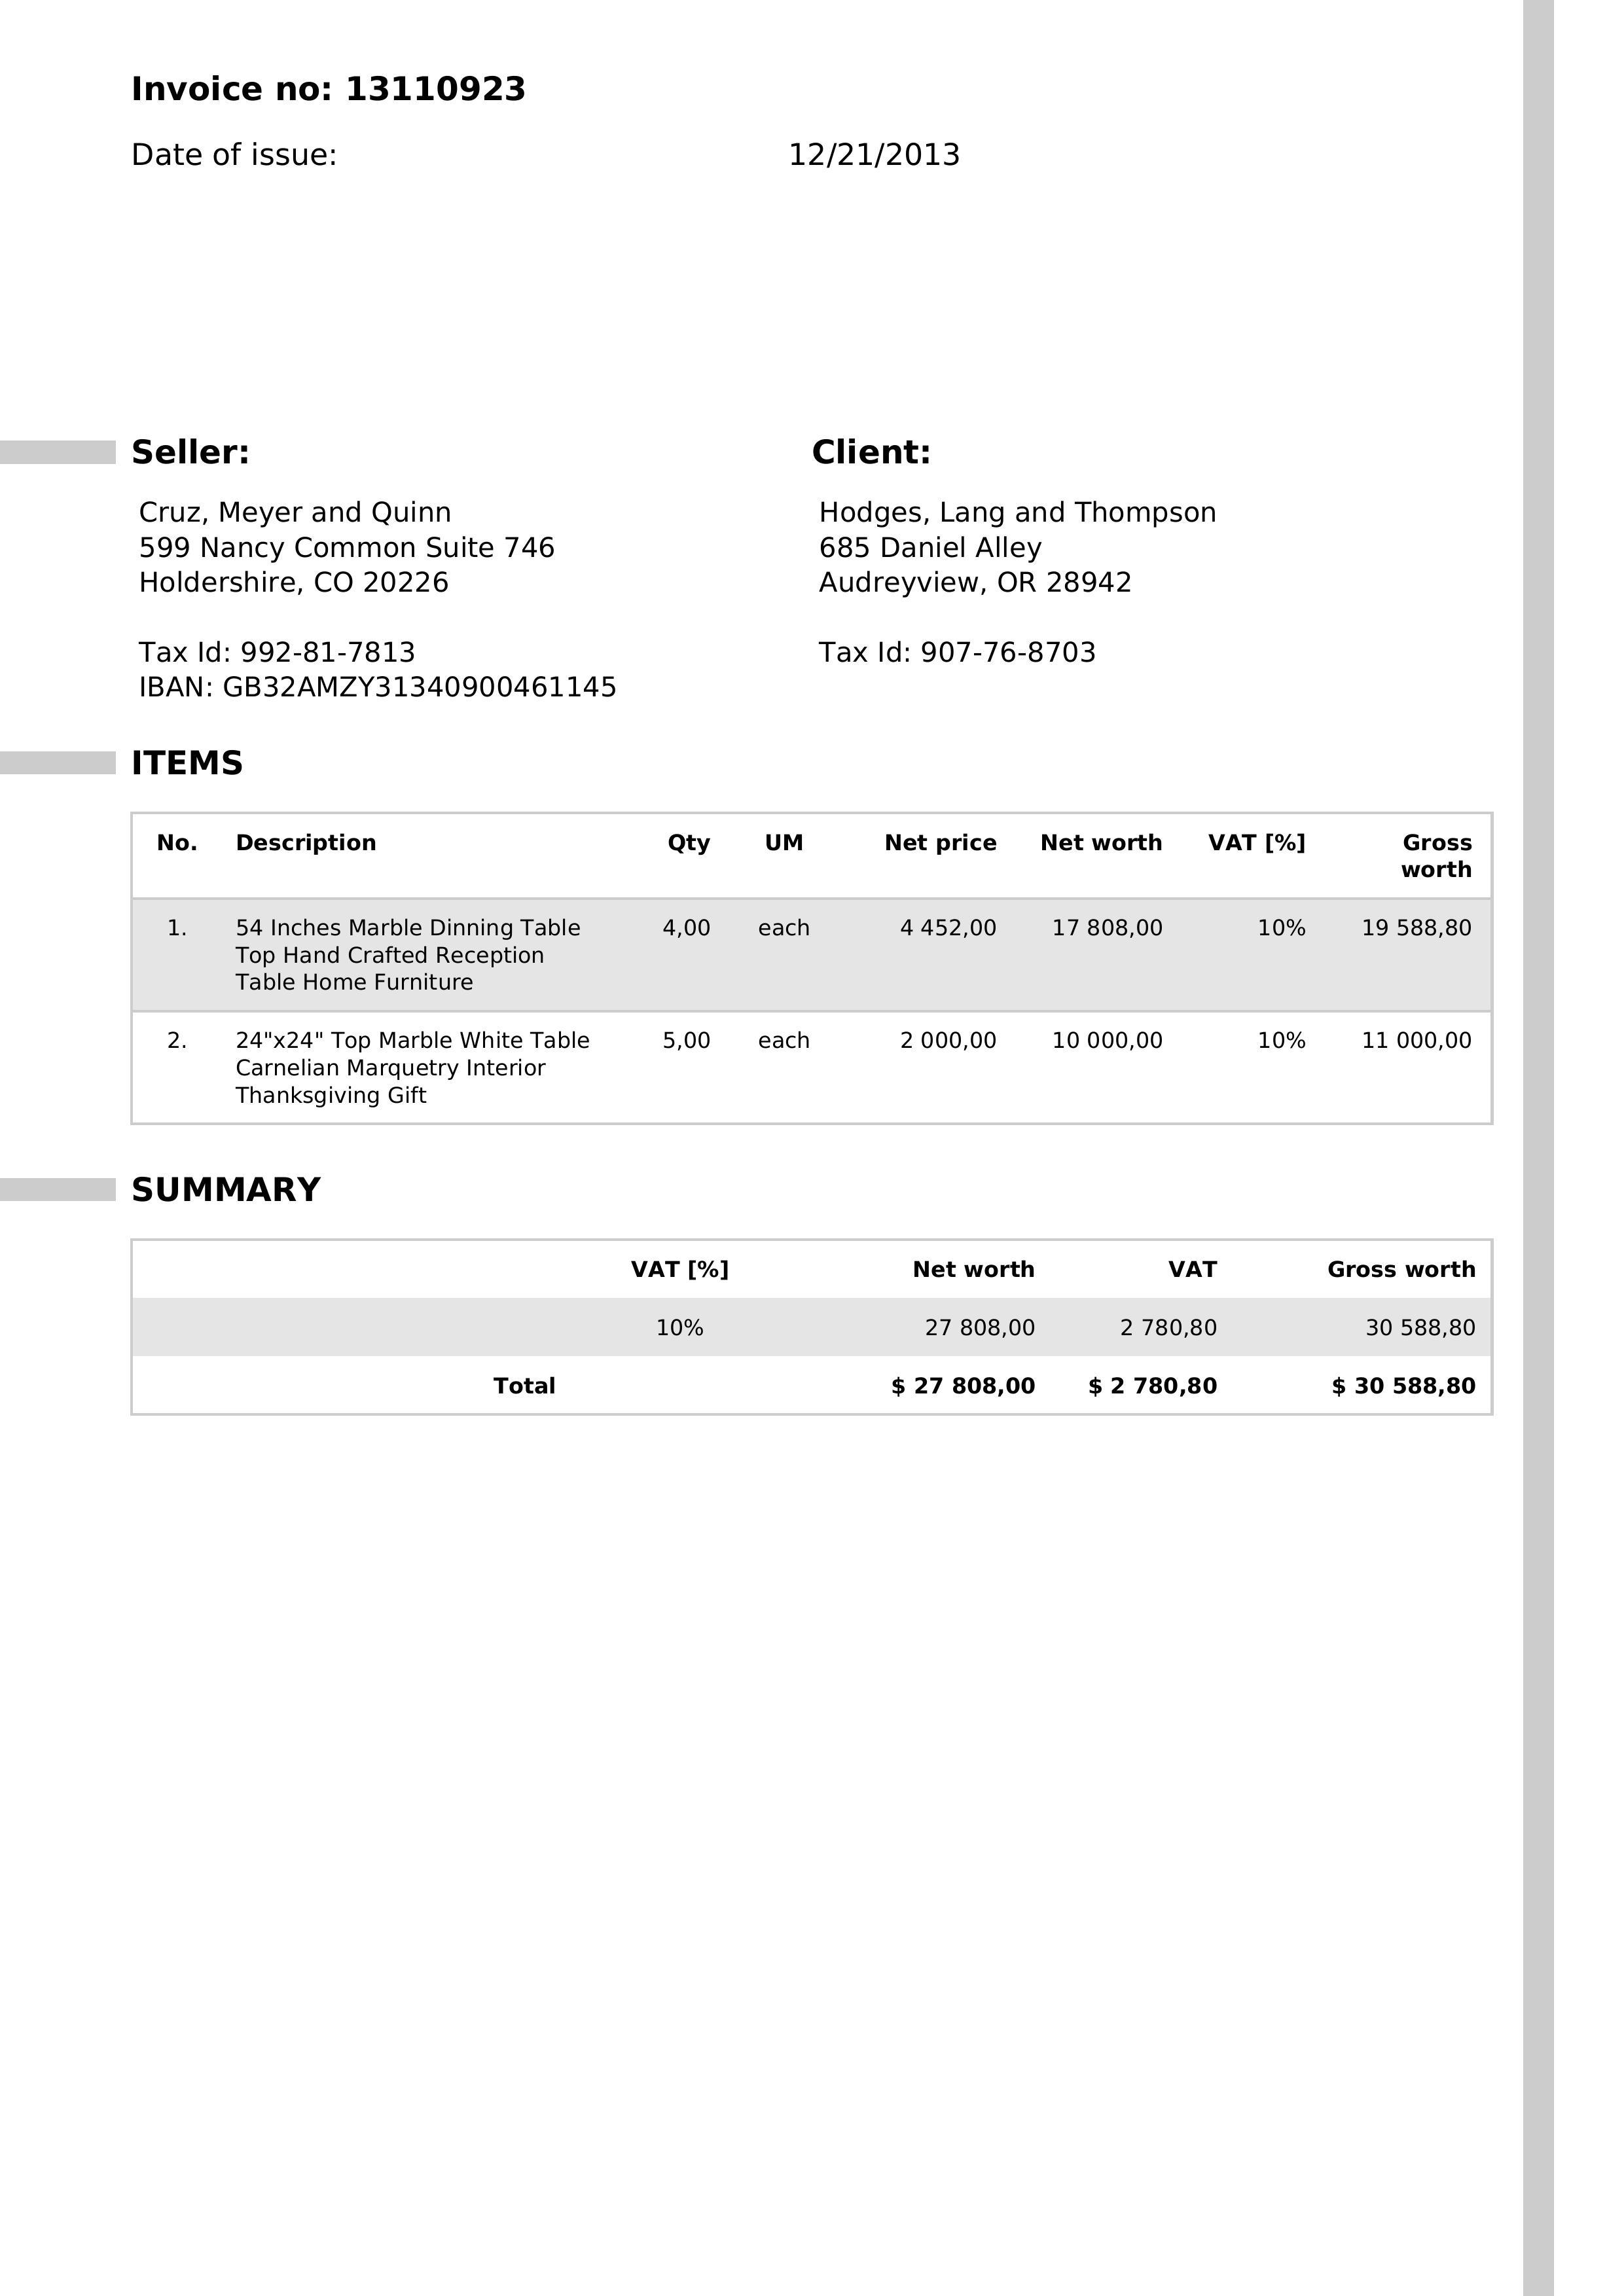 Invoice no: 13110923
Date of issue: 12/21/2013
Seller:
Cruz, Meyer and Quinn
599 Nancy Common Suite 746
Holdershire, CO 20226
Tax Id: 992-81-7813
IBAN: GB32AMZY31340900461145
Client:
Hodges, Lang and Thompson
685 Daniel Alley
Audreyview, OR 28942
Tax Id: 907-76-8703
ITEMS
No. Description Qty UM Net price Net worth VAT [%] Gross
worth
1. 54 Inches Marble Dinning Table 4,00 each 4 452,00 17 808,00 10% 19 588,80
Top Hand Crafted Reception
Table Home Furniture
2. 24"x24" Top Marble White Table 5,00 each 2 000,00 10 000,00 10% 11 000,00
Carnelian Marquetry Interior
Thanksgiving Gift
SUMMARY
VAT [%] Net worth VAT Gross worth
10% 27 808,00 2 780,80 30 588,80
Total $ 27 808,00 $ 2 780,80 $ 30 588,80